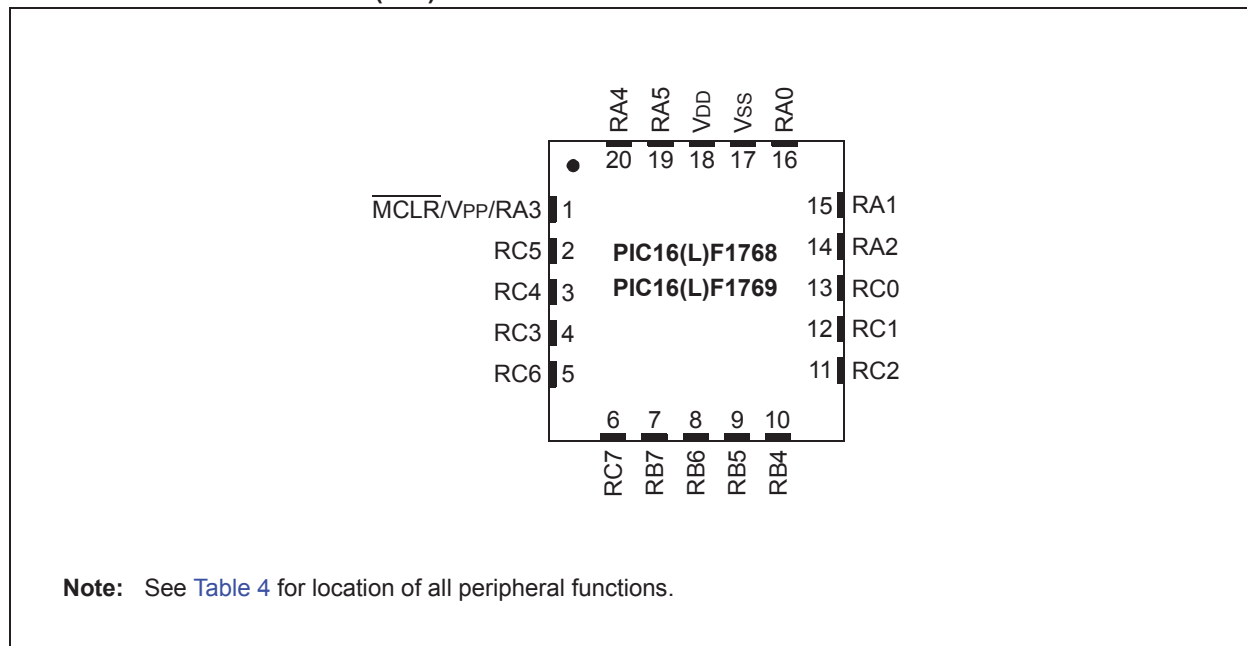 RA4 RA5 VDD VSS RA0
20 19 18 17 16
MCLR/VPP/RA3 1 15 RA1
RC5 2 PIC16(L)F1768 14 RA2
RC4 3 PIC16(L)F1769 13 RC0
RC3 4 12 RC1
RC6 5 11 RC2
6 7 8 9 10
RC7 RB7 RB6 RB5 RB4
Note: See Table 4 for location of all peripheral functions.